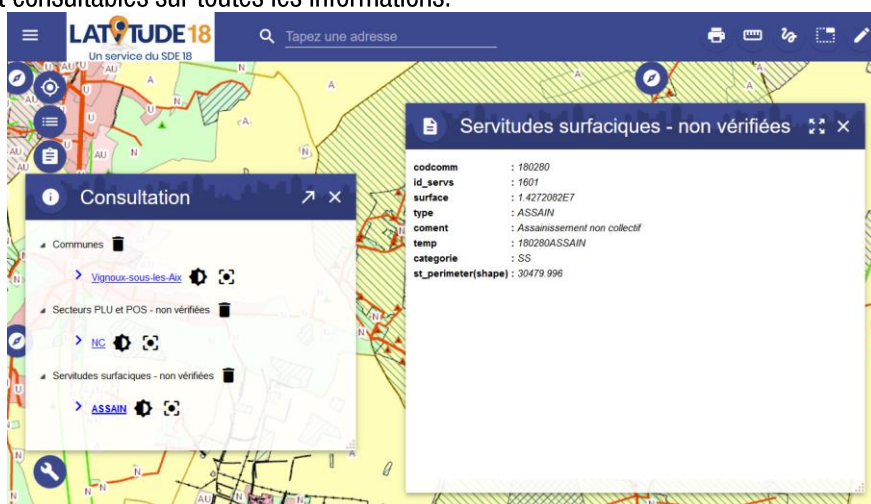 t consultables sur toutes les informations.
LATITUDE18
Un service du SDE 18
Tapez une adresse
Servitudes surfaciques - non vérifiées
codcomm : 180280
id_servs : 1601
surface : 1.4272082E7
type : ASSAIN
coment : Assainissement non collectif
temp : 180280ASSAIN
categorie : SS
st_perimeter(shape) : 30479.996
Consultation
Communes
Vignoux-sous-les-Aix
Secteurs PLU et POS - non vérifiées
NC
Servitudes surfaciques - non vérifiées
ASSAIN
AU
U
N
A